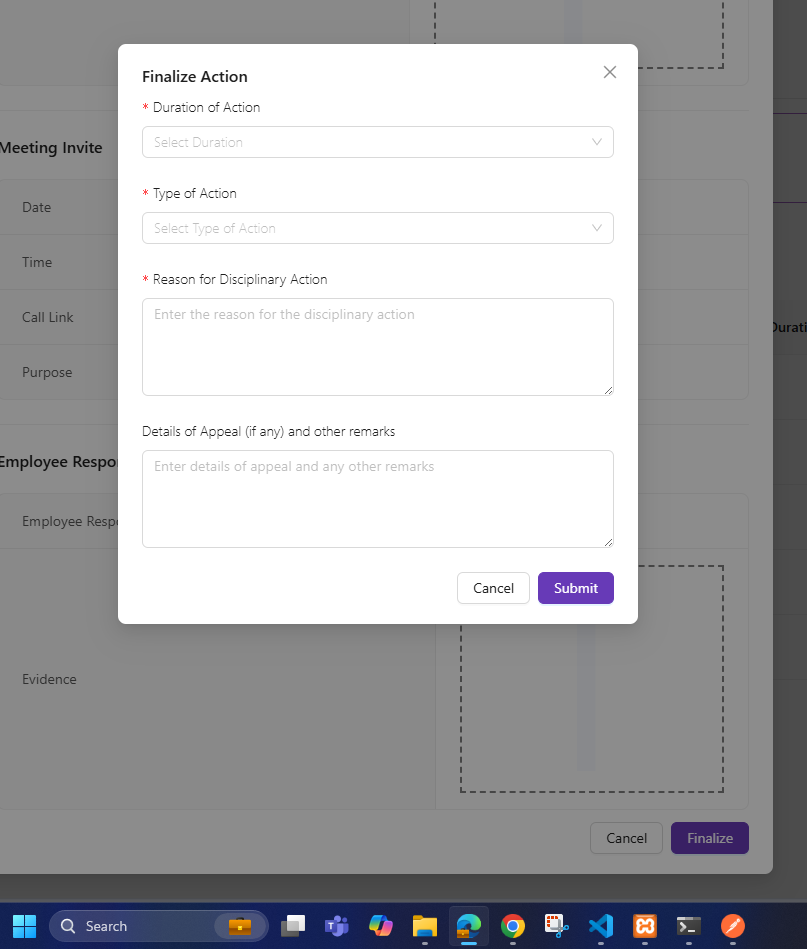 Finalize Action
* Duration of Action
Select Duration
* Type of Action
Select Type of Action
* Reason for Disciplinary Action
Enter the reason for the disciplinary action
Details of Appeal (if any) and other remarks
Enter details of appeal and any other remarks
Cancel Submit
Meeting Invite
Date
Time
Call Link
Purpose
Durati
Employee Respo
Employee Respo
Evidence
Cancel Finalize
Search